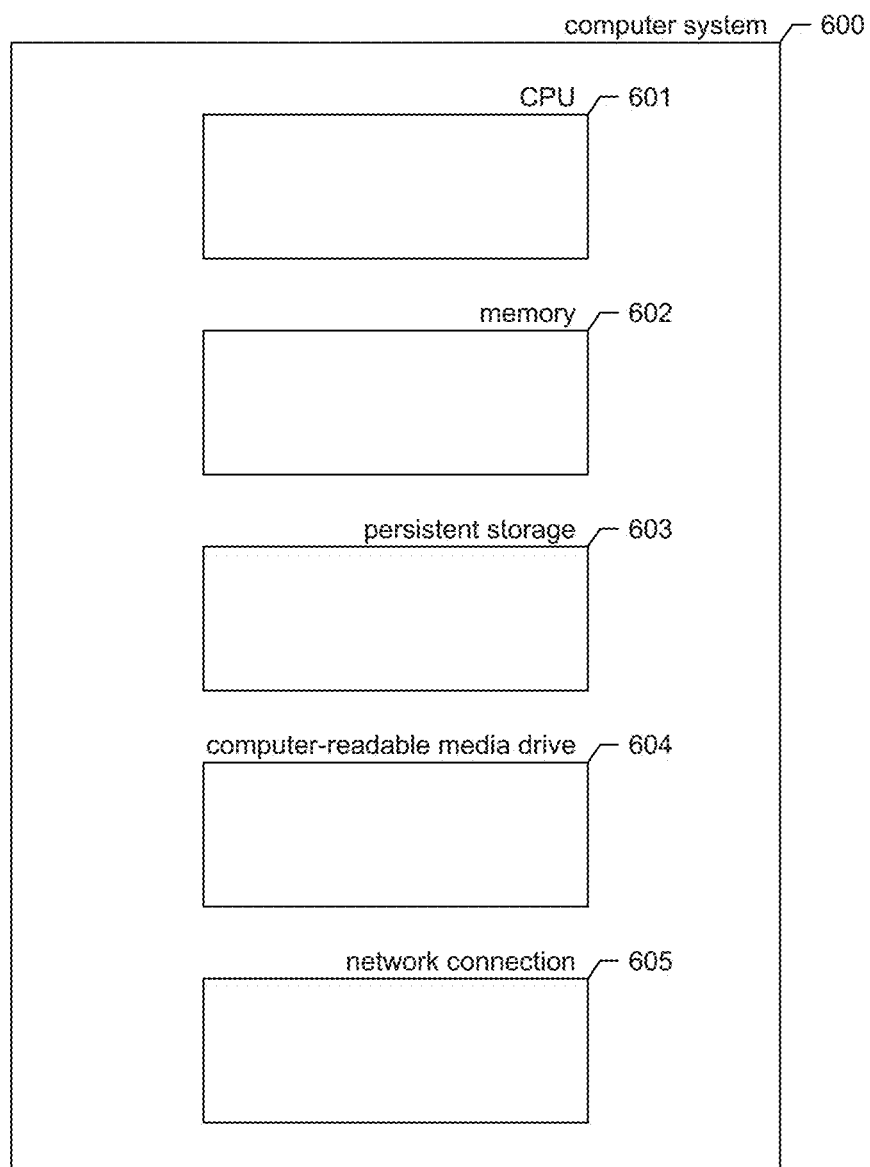 computer system 600
CPU 601
memory 602
persistent storage 603
computer-readable media drive 604
network connection 605